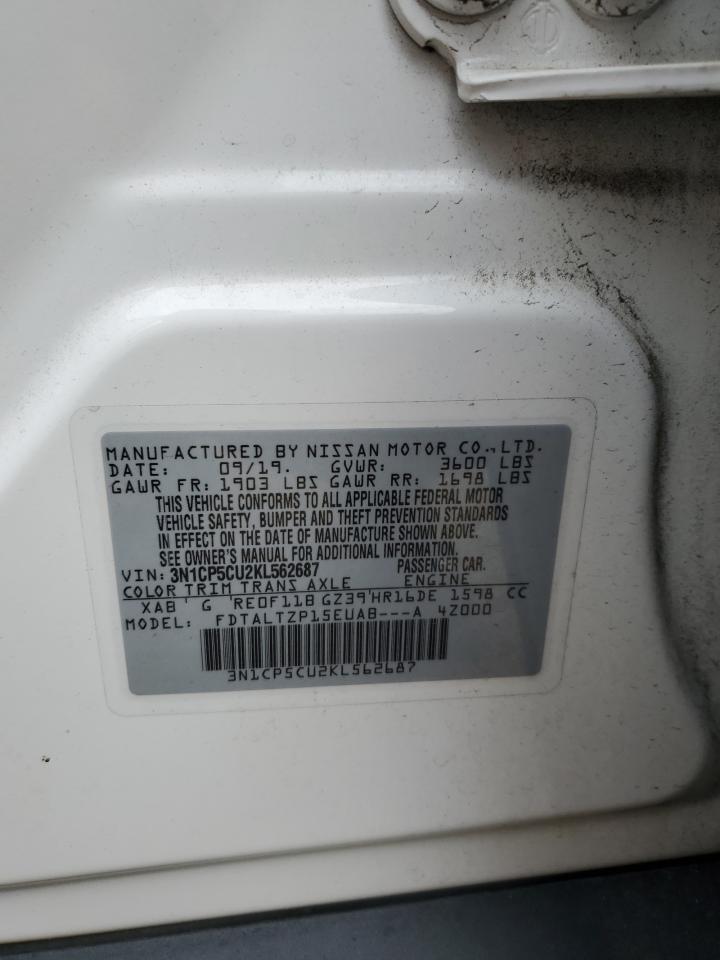 MANUFACTURED BY NISSAN MOTOR CO., LTD.
DATE: 09/19. GVWR: 3600 LBS
GAWR FR: 1903 LBS GAWR RR: 1698 LBS
THIS VEHICLE CONFORMS TO ALL APPLICABLE FEDERAL MOTOR
VEHICLE SAFETY, BUMPER AND THEFT PREVENTION STANDARDS
IN EFFECT ON THE DATE OF MANUFACTURE SHOWN ABOVE.
SEE OWNER'S MANUAL FOR ADDITIONAL INFORMATION.
VIN: 3N1CP5CU2KL562687 PASSENGER CAR.
COLOR TRIM TRANS AXLE ENGINE
XAB ' G 'RE0F11B GZ39'HR16DE 1598 CC
MODEL: FDTALTZP15EUAB---A 4Z000
3N1CP5CU2KL562687